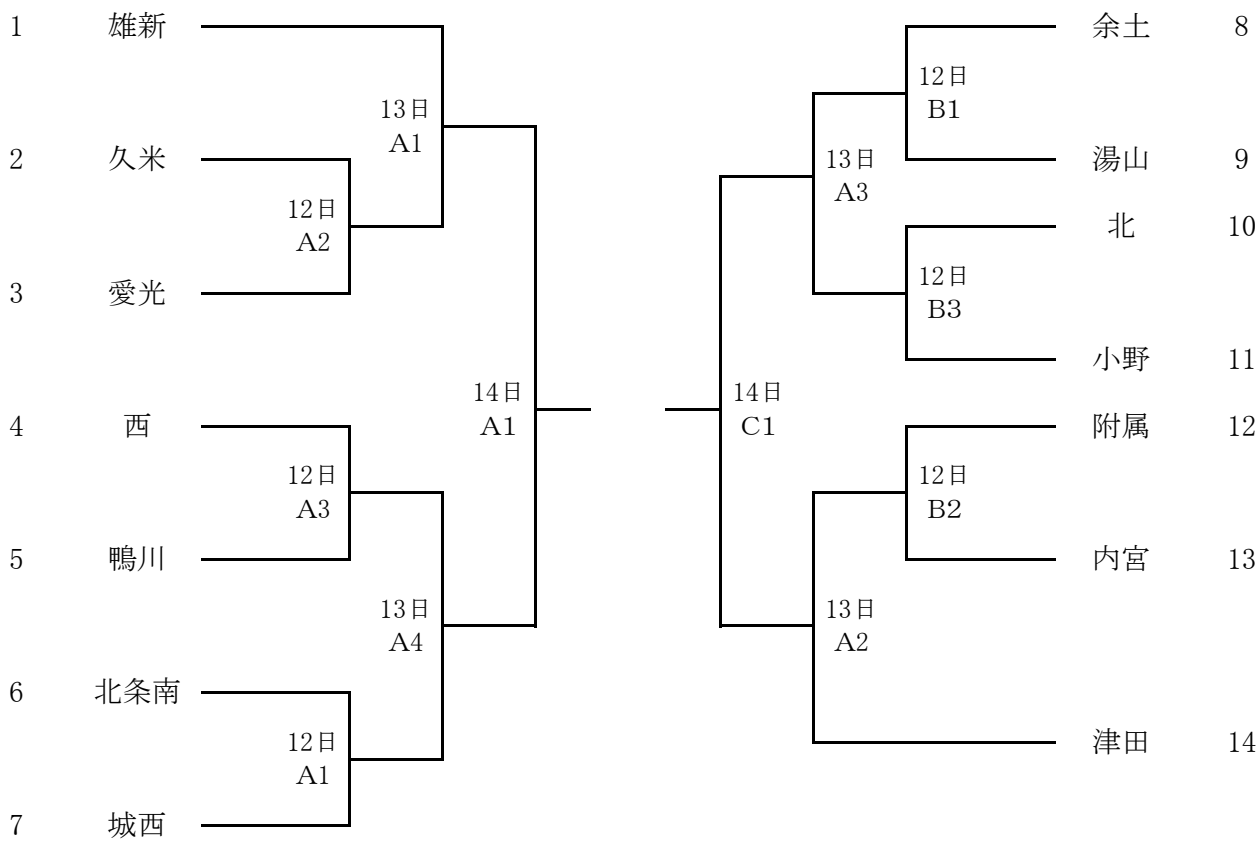 1 雄新
13日
A1
2 久米
12日
A2
3 愛光
14日
A1
4 西
12日
A3
5 鴨川
13日
A4
6 北条南
12日
A1
7 城西
余土 8
12日
B1
13日
A3
湯山 9
北 10
12日
B3
小野 11
14日
C1
附属 12
12日
B2
内宮 13
13日
A2
津田 14